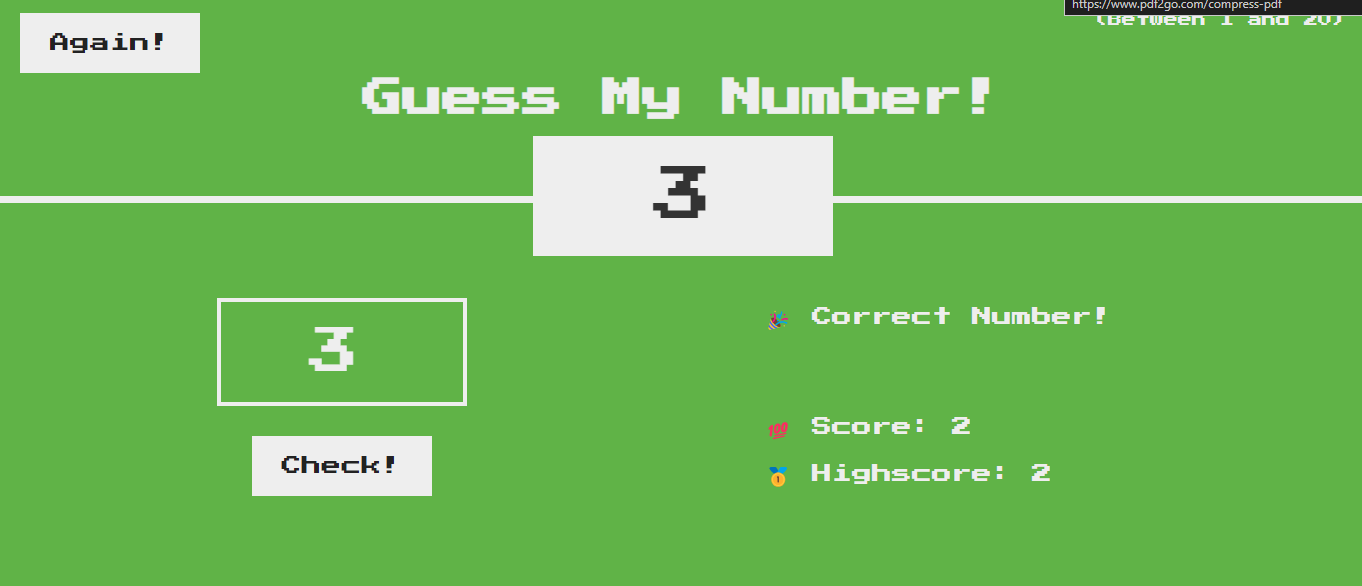 https://www.pdf2go.com/compress-pdf
(Between 1 and 20)
Again!
Guess My Number!
3
3
Correct Number!
💯 Score: 2
Check!
🥇 Highscore: 2